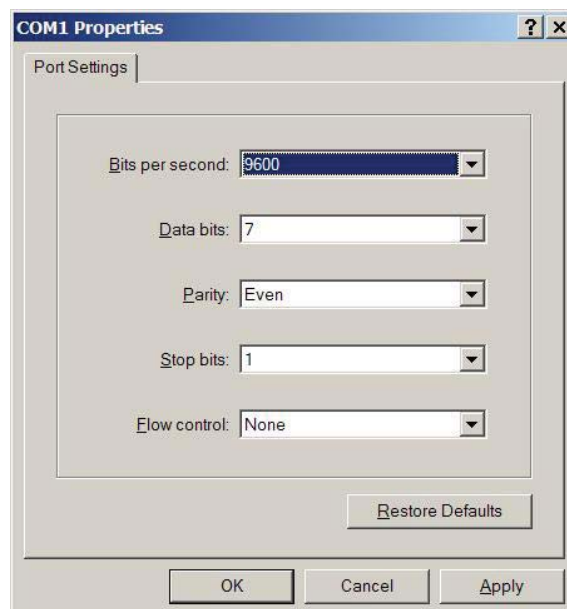 COM1 Properties
Port Settings
Bits per second: 9600
Data bits: 7
Parity: Even
Stop bits: 1
Flow control: None
Restore Defaults
OK Cancel Apply